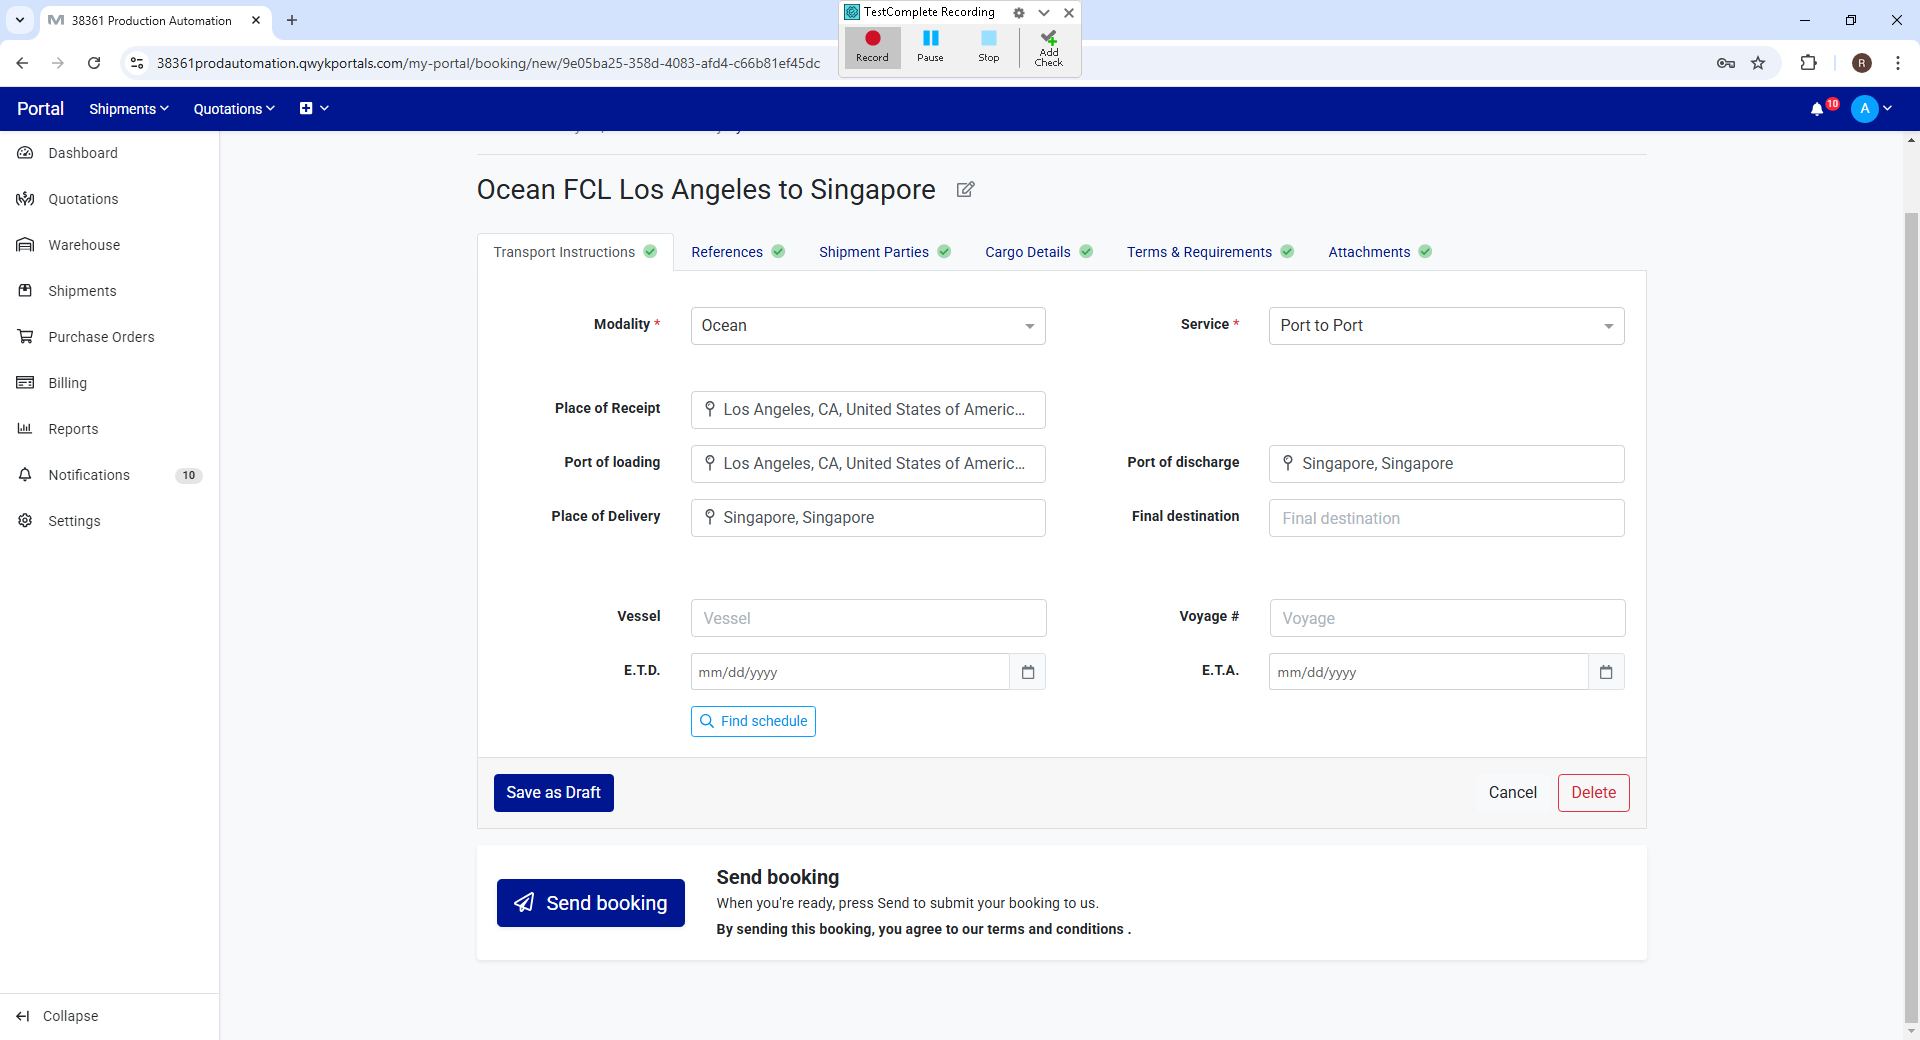 38361 Production Automation
TestComplete Recording
Record
Pause
Stop
Add
Check
38361prodautomation.qwykportals.com/my-portal/booking/new/9e05ba25-358d-4083-afd4-c66b81ef45dc
R
Portal
Shipments
Quotations
10
A
Dashboard
Quotations
Warehouse
Shipments
Purchase Orders
Billing
Reports
Notifications
10
Settings
Collapse
Ocean FCL Los Angeles to Singapore
Transport Instructions
References
Shipment Parties
Cargo Details
Terms & Requirements
Attachments
Modality *
Ocean
Service *
Port to Port
Place of Receipt
Los Angeles, CA, United States of Americ...
Port of loading
Los Angeles, CA, United States of Americ...
Port of discharge
Singapore, Singapore
Place of Delivery
Singapore, Singapore
Final destination
Final destination
Vessel
Vessel
Voyage #
Voyage
E.T.D.
mm/dd/yyyy
E.T.A.
mm/dd/yyyy
Find schedule
Save as Draft
Cancel
Delete
Send booking
Send booking
When you're ready, press Send to submit your booking to us.
By sending this booking, you agree to our terms and conditions .